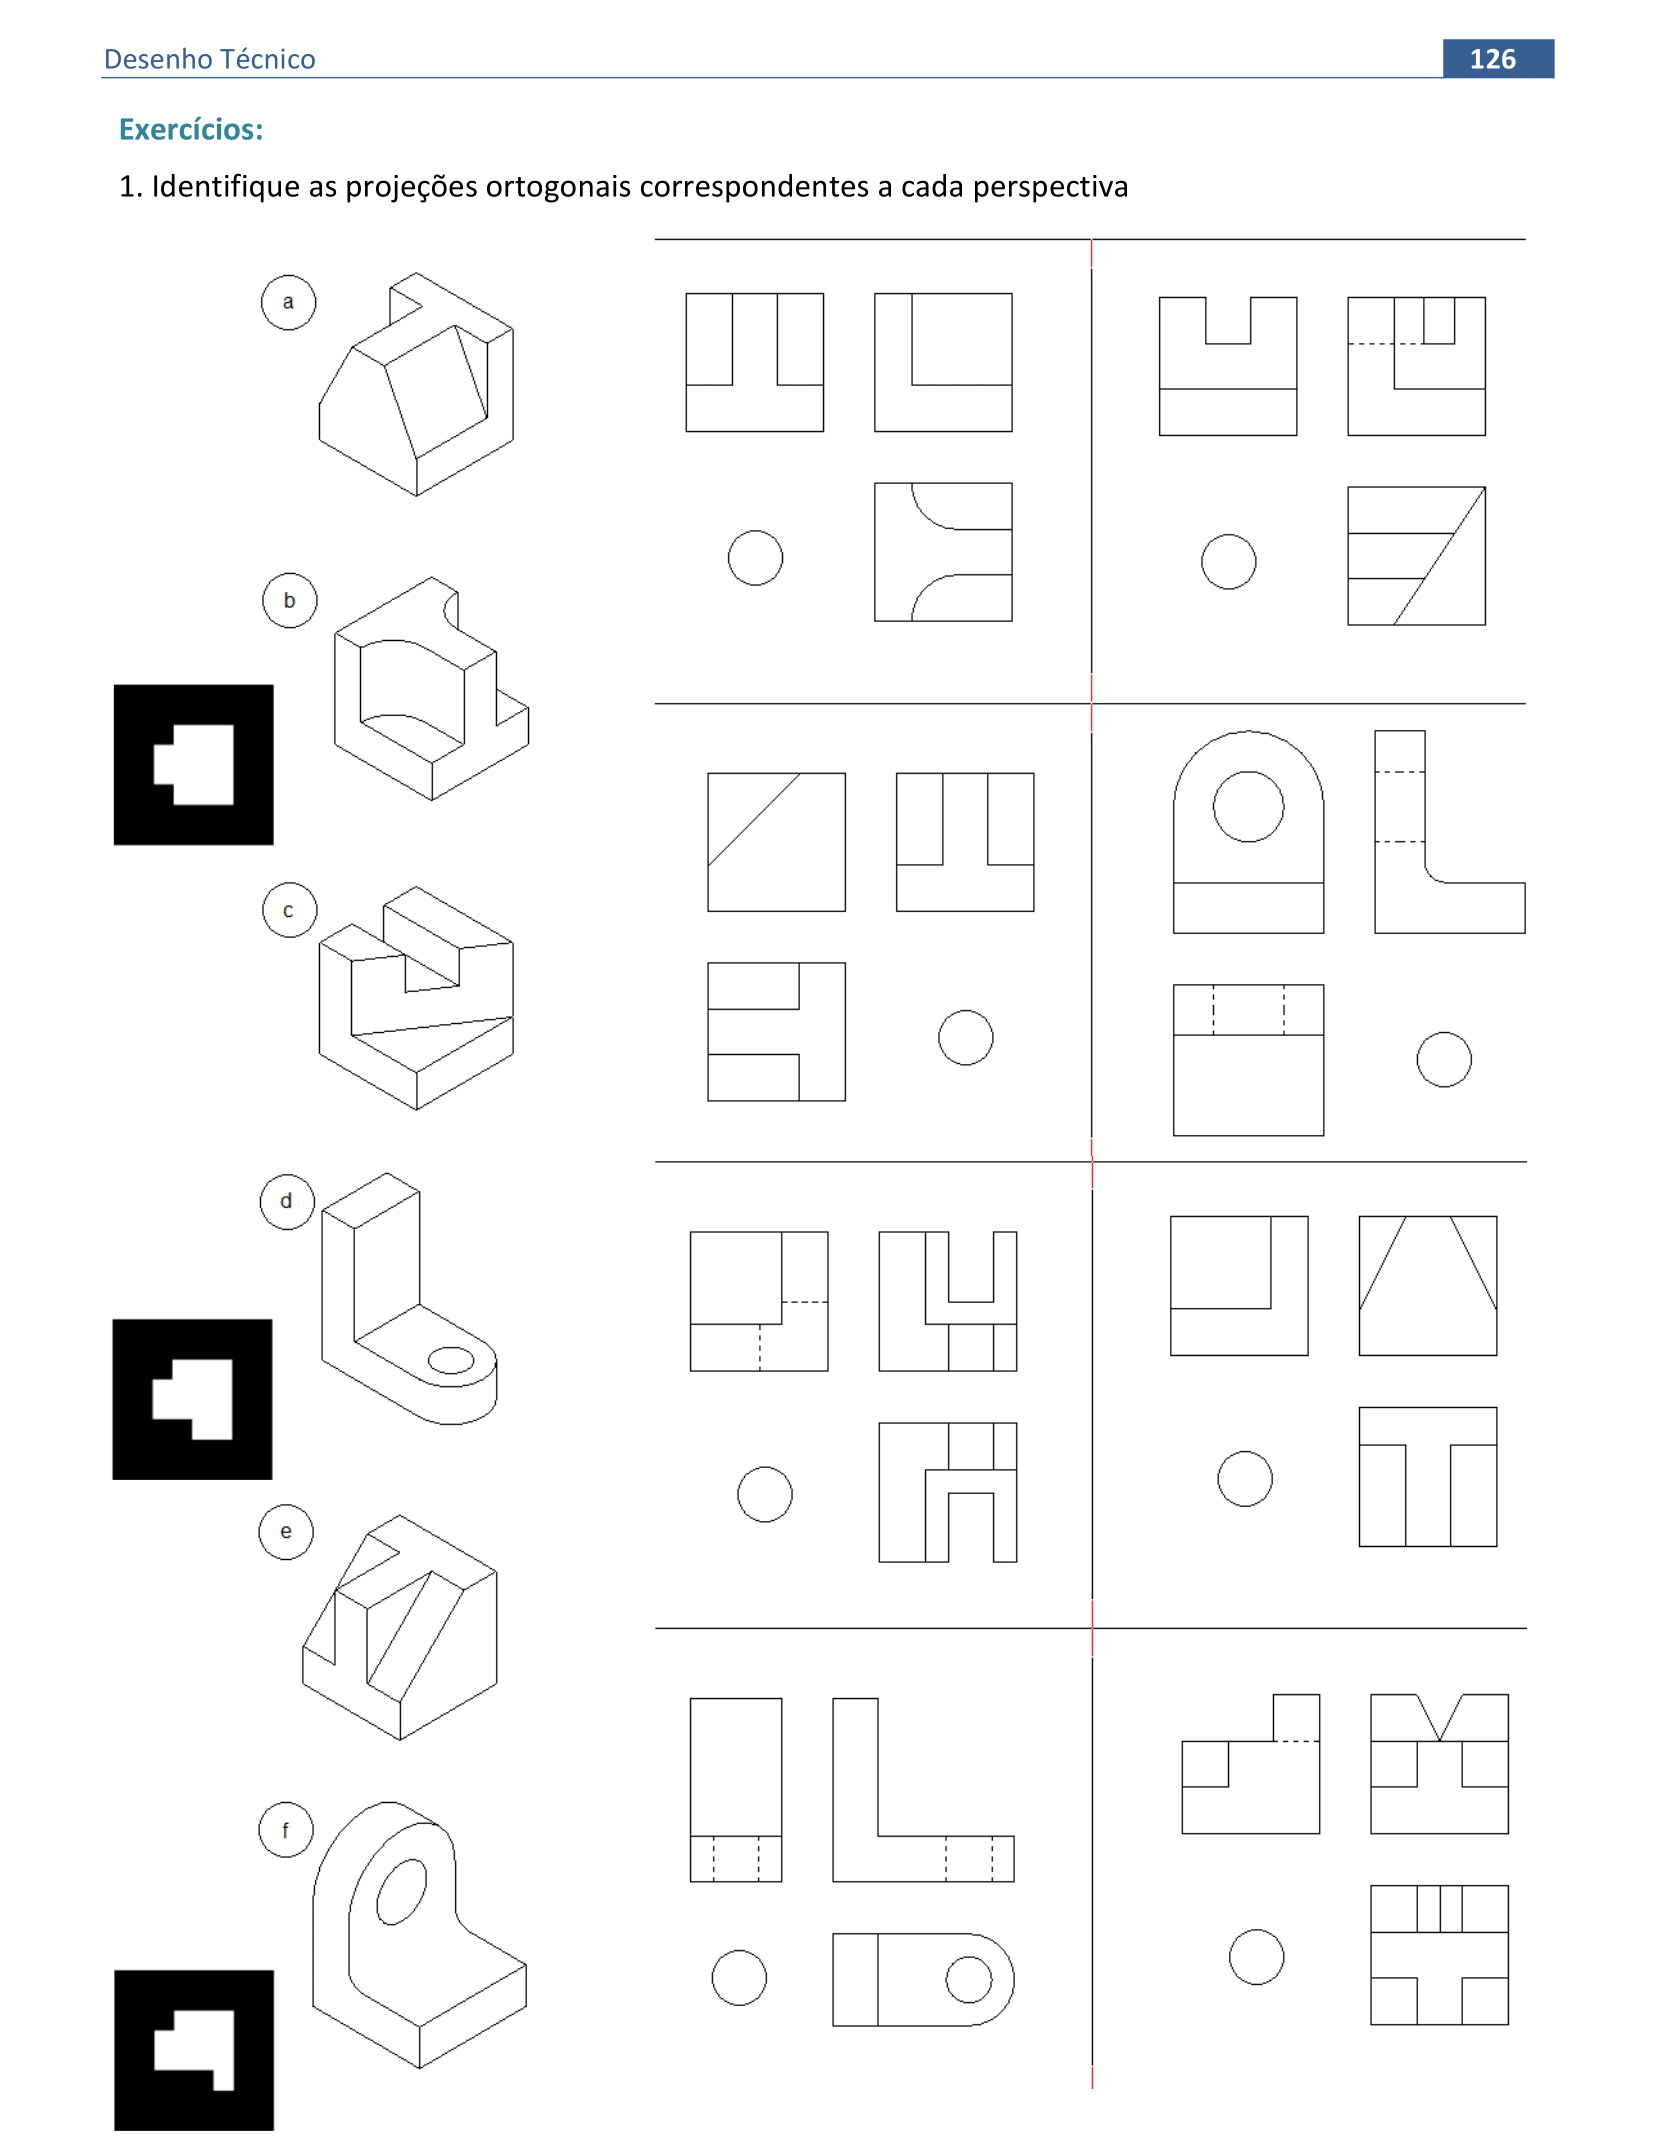 Desenho Técnico
126
Exercícios:
1. Identifique as projeções ortogonais correspondentes a cada perspectiva
a
b
c
d
e
f